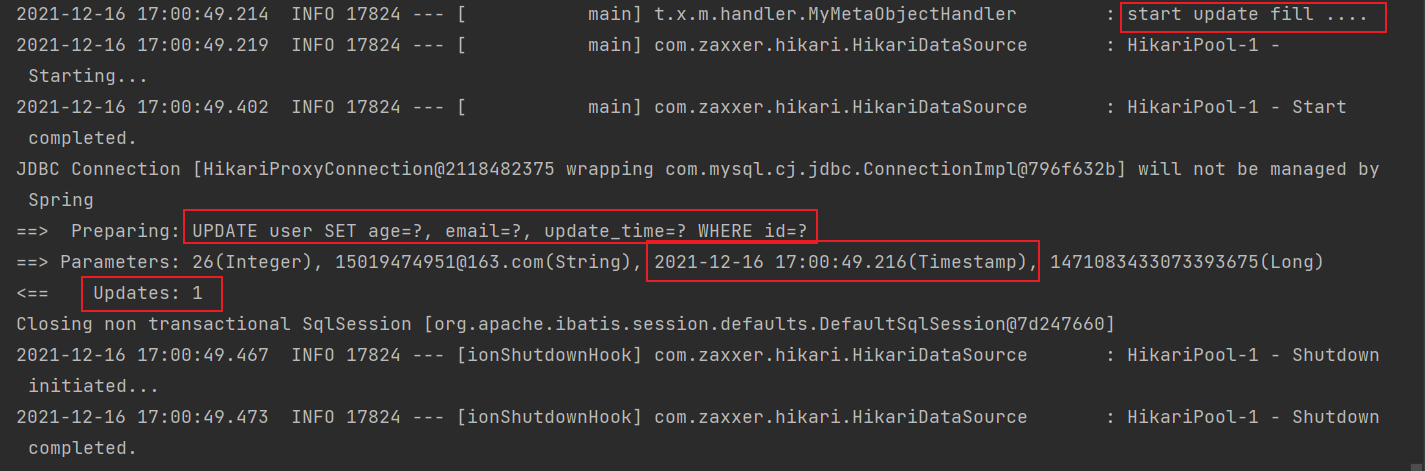 2021-12-16 17:00:49.214  INFO 17824 --- [           main] t.x.m.handler.MyMetaObjectHandler        : start update fill ....
2021-12-16 17:00:49.219  INFO 17824 --- [           main] com.zaxxer.hikari.HikariDataSource       : HikariPool-1 -
 Starting...
2021-12-16 17:00:49.402  INFO 17824 --- [           main] com.zaxxer.hikari.HikariDataSource       : HikariPool-1 - Start
 completed.
JDBC Connection [HikariProxyConnection@2118482375 wrapping com.mysql.cj.jdbc.ConnectionImpl@796f632b] will not be managed by
 Spring
==>  Preparing: UPDATE user SET age=?, email=?, update_time=? WHERE id=?
==> Parameters: 26(Integer), 15019474951@163.com(String), 2021-12-16 17:00:49.216(Timestamp), 1471083433073393675(Long)
<==    Updates: 1
Closing non transactional SqlSession [org.apache.ibatis.session.defaults.DefaultSqlSession@7d247660]
2021-12-16 17:00:49.467  INFO 17824 --- [ionShutdownHook] com.zaxxer.hikari.HikariDataSource       : HikariPool-1 - Shutdown
 initiated...
2021-12-16 17:00:49.473  INFO 17824 --- [ionShutdownHook] com.zaxxer.hikari.HikariDataSource       : HikariPool-1 - Shutdown
 completed.